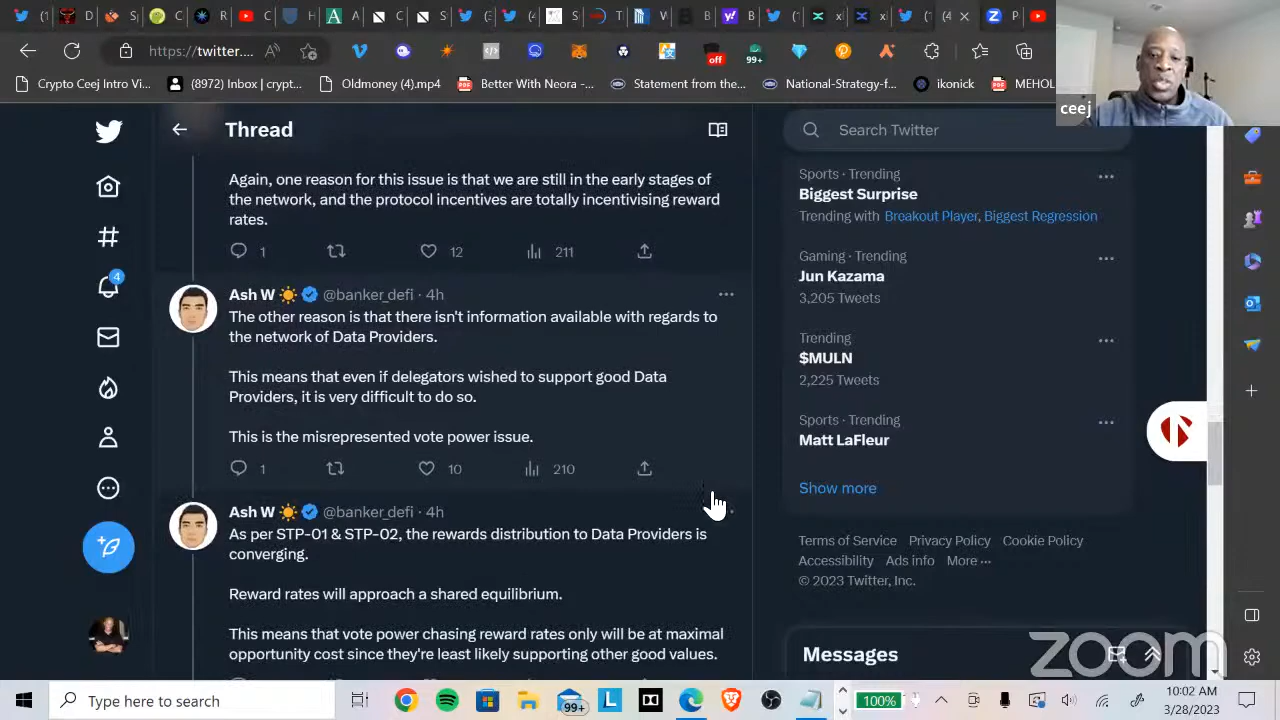 https://twitter....
off
99+
Crypto Ceej Intro Vi...
(8972) Inbox | crypt...
Oldmoney (4).mp4
Better With Neora -...
Statement from the...
National-Strategy-f...
ikonick
MEHOL
ceej
Thread
Search Twitter
Again, one reason for this issue is that we are still in the early stages of
the network, and the protocol incentives are totally incentivising reward
rates.
1
12
211
Ash W @banker_defi · 4h
The other reason is that there isn't information available with regards to
the network of Data Providers.
This means that even if delegators wished to support good Data
Providers, it is very difficult to do so.
This is the misrepresented vote power issue.
1
10
210
Ash W @banker_defi · 4h
As per STP-01 & STP-02, the rewards distribution to Data Providers is
converging.
Reward rates will approach a shared equilibrium.
This means that vote power chasing reward rates only will be at maximal
opportunity cost since they're least likely supporting other good values.
4
Sports · Trending
Biggest Surprise
Trending with Breakout Player, Biggest Regression
Gaming · Trending
Jun Kazama
3,205 Tweets
Trending
$MULN
2,225 Tweets
Sports · Trending
Matt LaFleur
Show more
Terms of Service Privacy Policy Cookie Policy
Accessibility Ads info More ···
© 2023 Twitter, Inc.
Messages
zoom
Type here to search
99+
100%
10:02 AM
3/28/2023